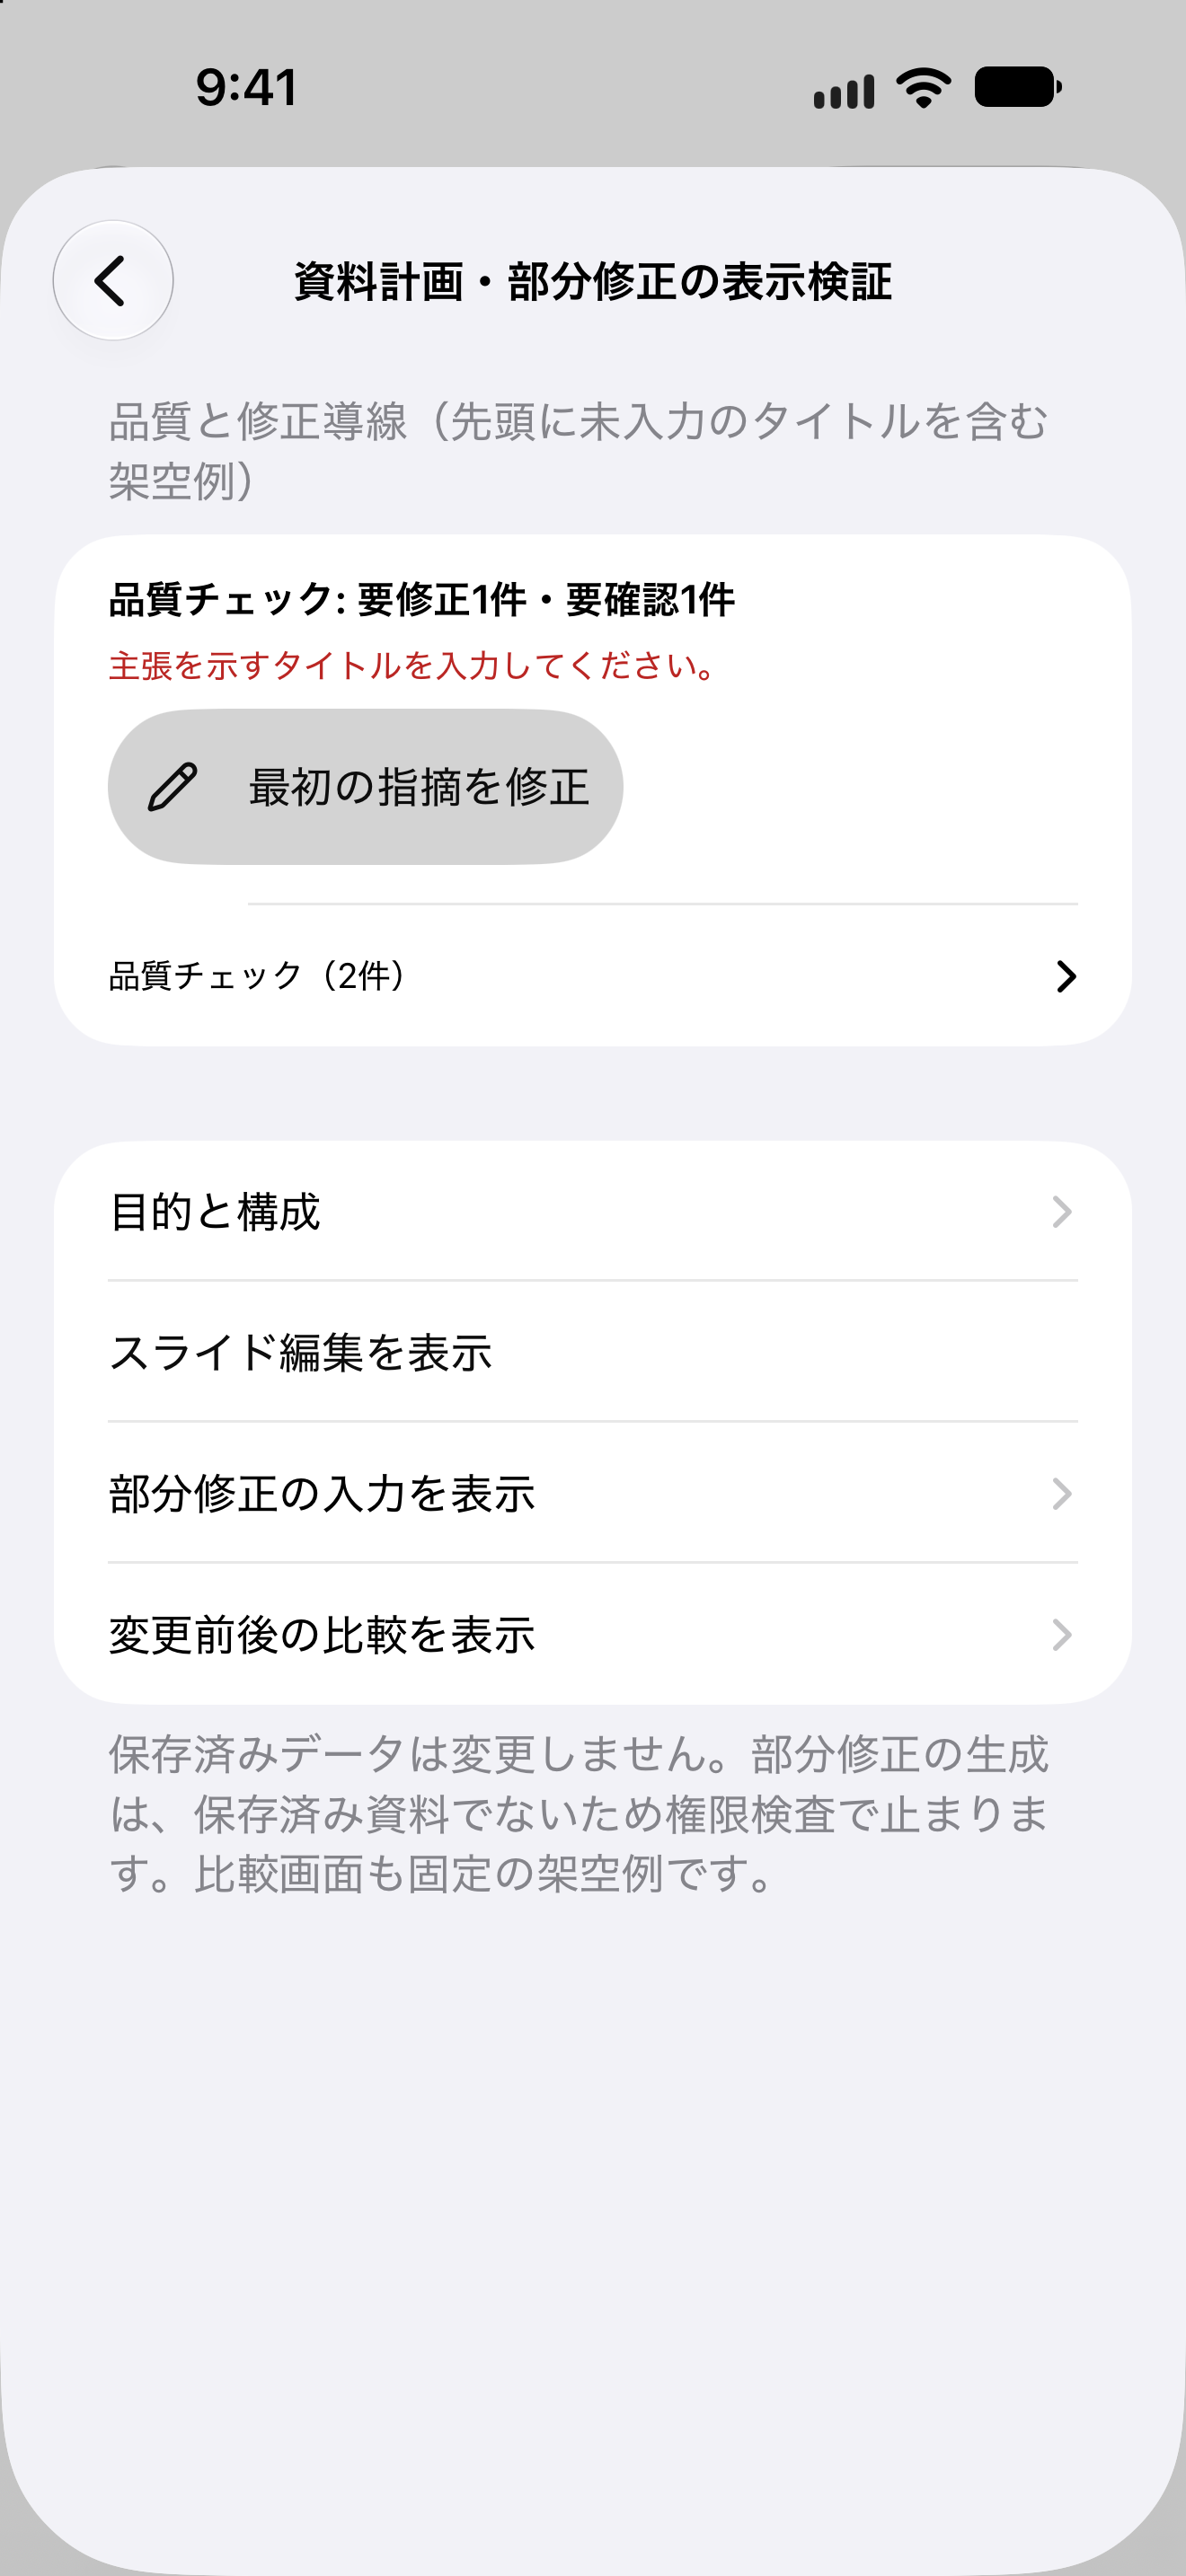 9:41
資料計画・部分修正の表示検証
品質と修正導線（先頭に未入力のタイトルを含む
架空例）
品質チェック: 要修正1件・要確認1件
主張を示すタイトルを入力してください。
最初の指摘を修正
品質チェック（2件）
目的と構成
スライド編集を表示
部分修正の入力を表示
変更前後の比較を表示
保存済みデータは変更しません。部分修正の生成
は、保存済み資料でないため権限検査で止まりま
す。比較画面も固定の架空例です。